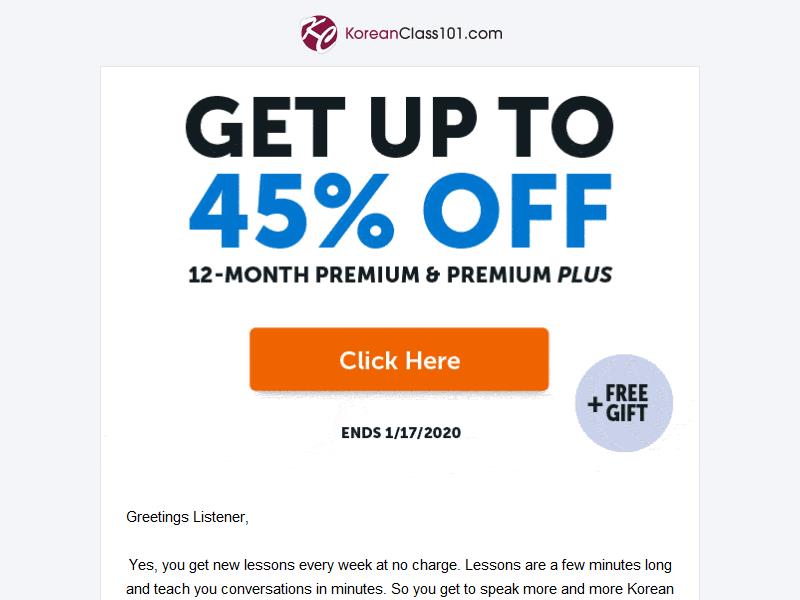 KoreanClass101.com
GET UP TO
45% OFF
12-MONTH PREMIUM & PREMIUM PLUS
Click Here
+FREE
GIFT
ENDS 1/17/2020
Greetings Listener,
Yes, you get new lessons every week at no charge. Lessons are a few minutes long
and teach you conversations in minutes. So you get to speak more and more Korean